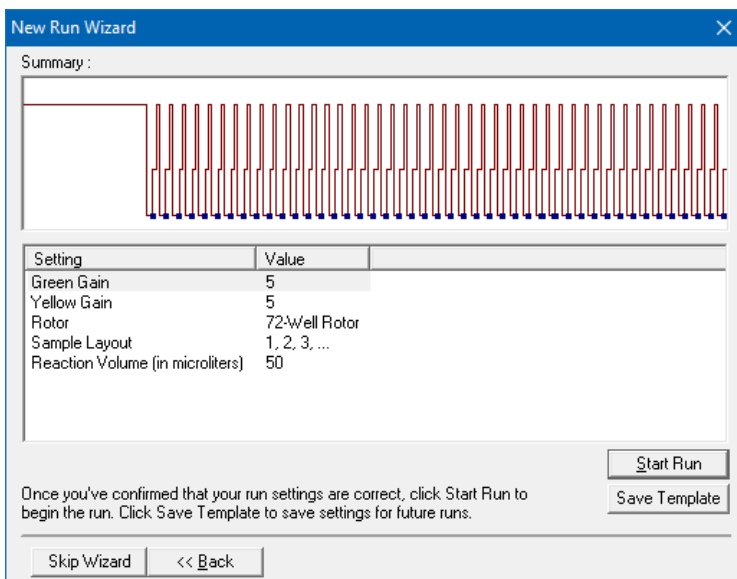 New Run Wizard
Summary :
Setting Value
Green Gain 5
Yellow Gain 5
Rotor 72-Well Rotor
Sample Layout 1, 2, 3, ...
Reaction Volume (in microliters) 50
Start Run
Once you've confirmed that your run settings are correct, click Start Run to
begin the run. Click Save Template to save settings for future runs.
Save Template
Skip Wizard << Back